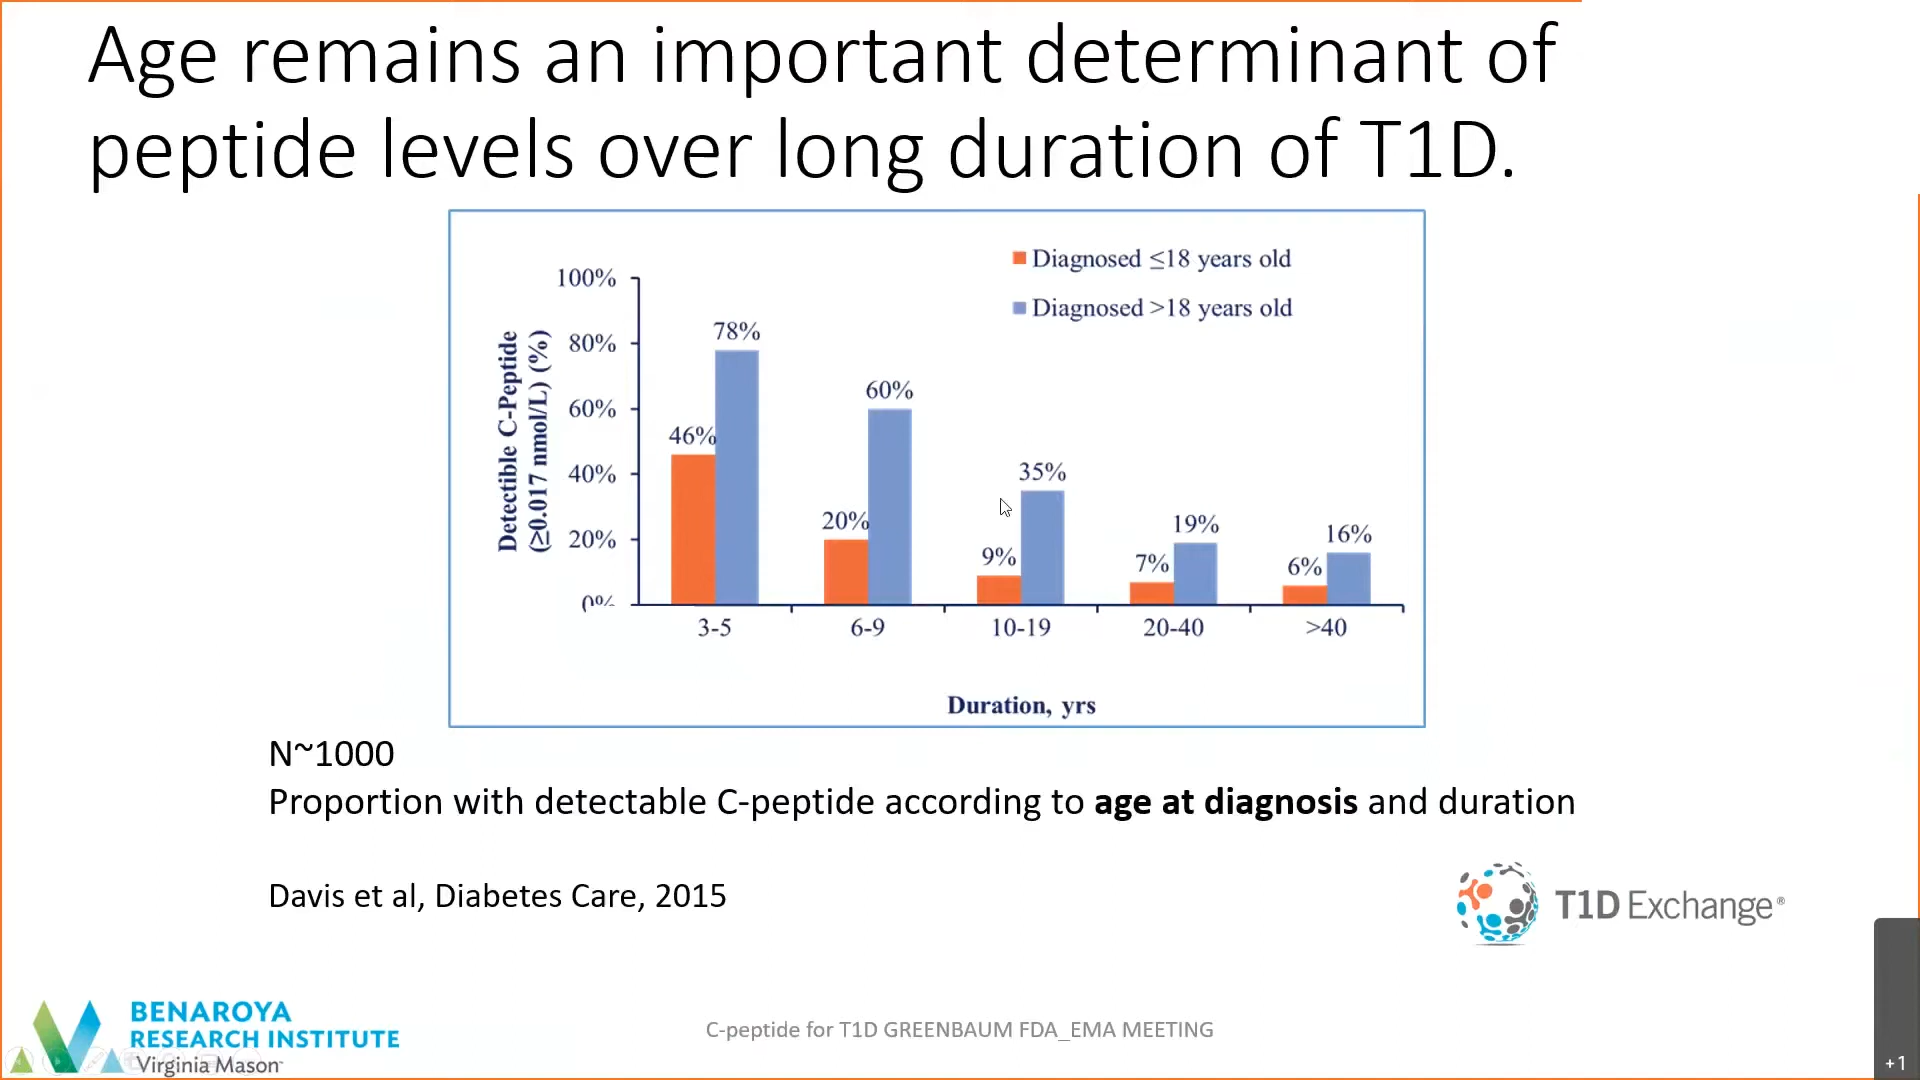 Age remains an important determinant of
peptide levels over long duration of T1D.
Diagnosed ≤18 years old
Diagnosed >18 years old
Detectible C-Peptide
(≥0.017 nmol/L) (%)
100%
80%
60%
40%
20%
0%
46%
78%
20%
60%
9%
35%
7%
19%
6%
16%
3-5
6-9
10-19
20-40
>40
Duration, yrs
N~1000
Proportion with detectable C-peptide according to age at diagnosis and duration
Davis et al, Diabetes Care, 2015
T1D Exchange®
BENAROYA
RESEARCH INSTITUTE
Virginia Mason
C-peptide for T1D GREENBAUM FDA_EMA MEETING
+1